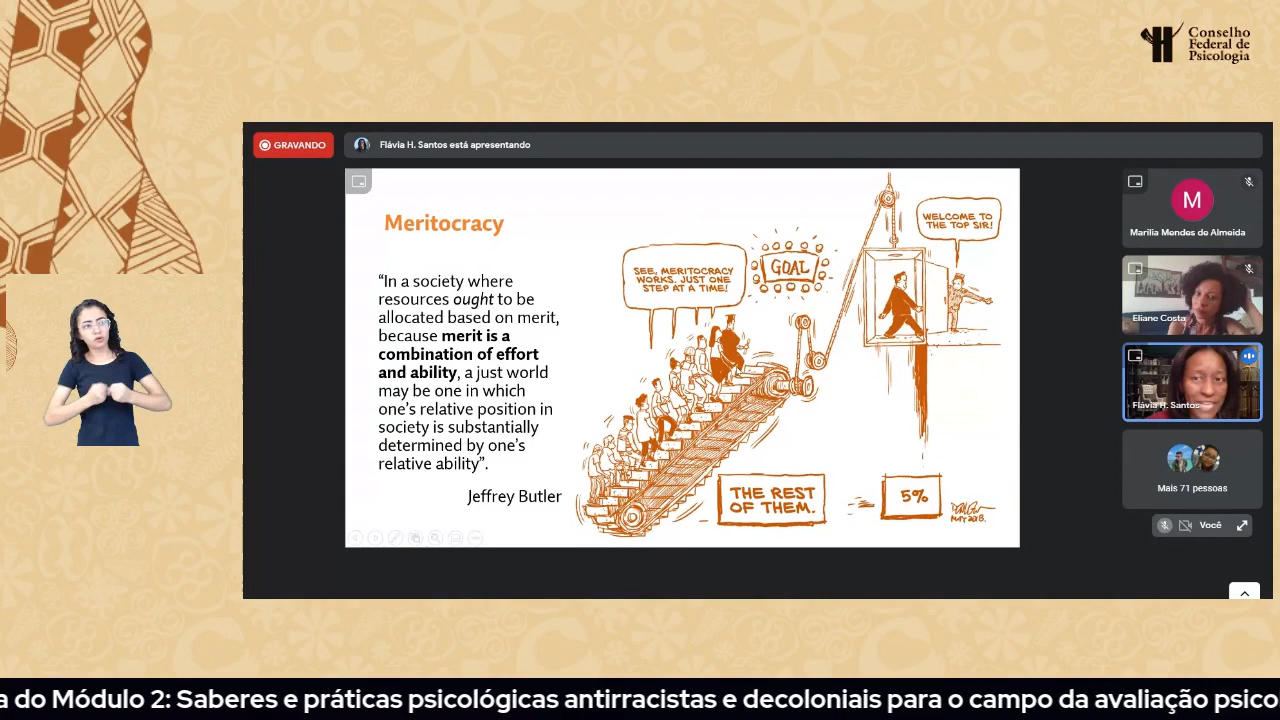 Conselho
Federal de
Psicologia
GRAVANDO
Flávia H. Santos está apresentando
Meritocracy
“In a society where
resources ought to be
allocated based on merit,
because merit is a
combination of effort
and ability, a just world
may be one in which
one’s relative position in
society is substantially
determined by one’s
relative ability”.
Jeffrey Butler
SEE, MERITOCRACY
WORKS. JUST ONE
STEP AT A TIME!
GOAL
WELCOME TO
THE TOP SIR!
THE REST
OF THEM.
5%
MAY 2018.
M
Marilia Mendes de Almeida
Eliane Costa
Flávia H. Santos
Mais 71 pessoas
Você
a do Módulo 2: Saberes e práticas psicológicas antirracistas e decoloniais para o campo da avaliação psico